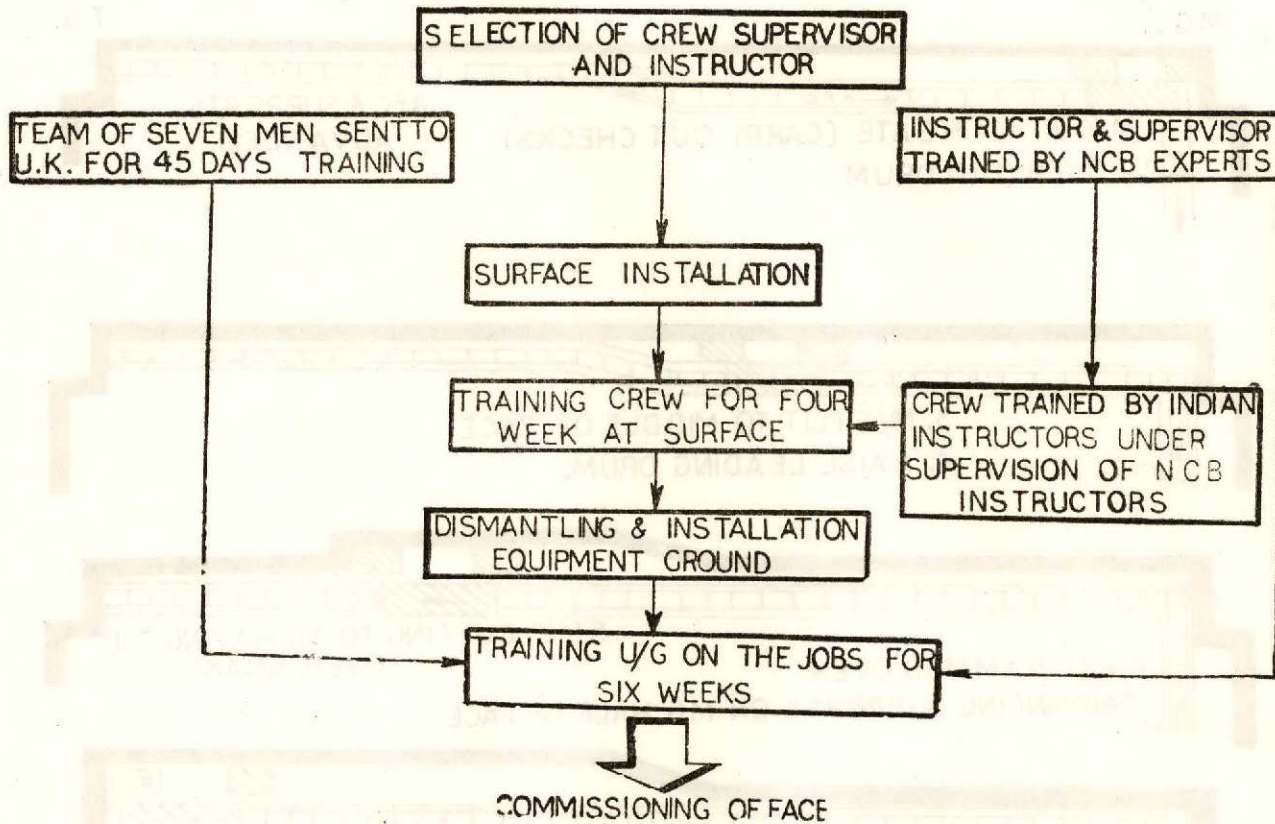 SELECTION OF CREW SUPERVISOR
AND INSTRUCTOR
TEAM OF SEVEN MEN SENT TO
U.K. FOR 45 DAYS TRAINING
INSTRUCTOR & SUPERVISOR
TRAINED BY NCB EXPERTS
SURFACE INSTALLATION
TRAINING CREW FOR FOUR
WEEK AT SURFACE
CREW TRAINED BY INDIAN
INSTRUCTORS UNDER
SUPERVISION OF NCB
INSTRUCTORS
DISMANTLING & INSTALLATION
EQUIPMENT GROUND
TRAINING U/G ON THE JOBS FOR
SIX WEEKS
COMMISSIONING OF FACE